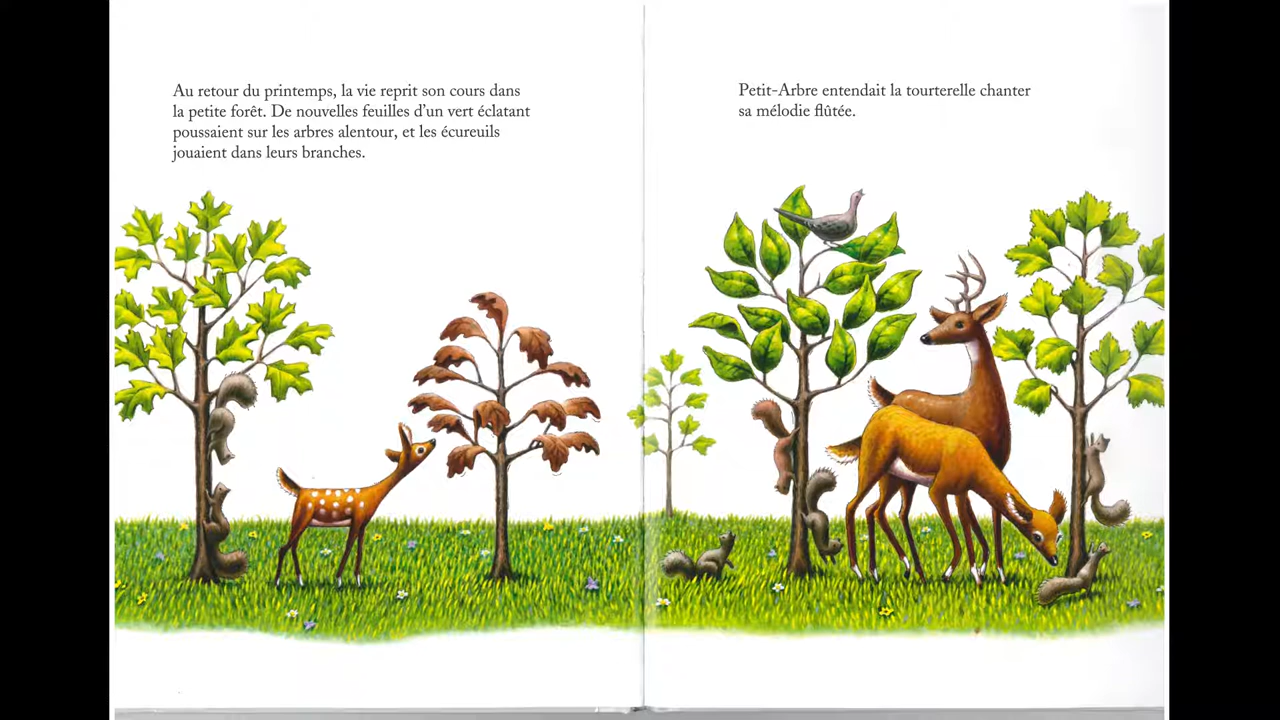 Au retour du printemps, la vie reprit son cours dans
la petite forêt. De nouvelles feuilles d'un vert éclatant
poussaient sur les arbres alentour, et les écureuils
jouaient dans leurs branches.
Petit-Arbre entendait la tourterelle chanter
sa mélodie flûtée.